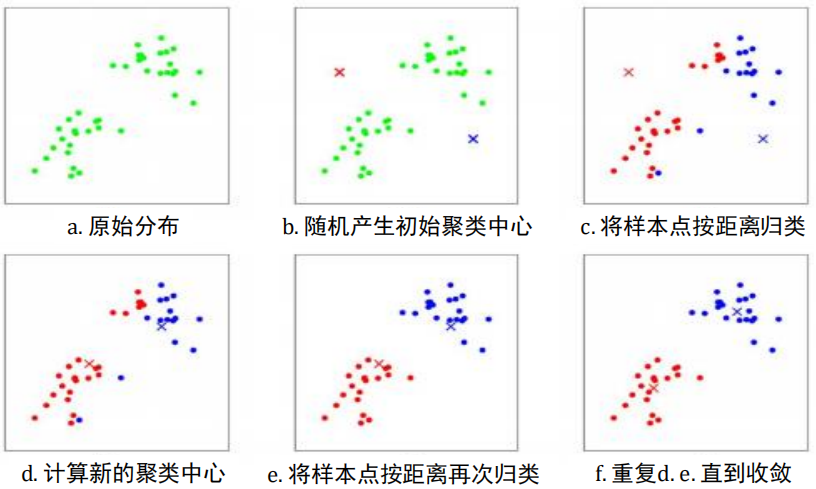 a. 原始分布
b. 随机产生初始聚类中心
c. 将样本点按距离归类
d. 计算新的聚类中心
e. 将样本点按距离再次归类
f. 重复d. e. 直到收敛